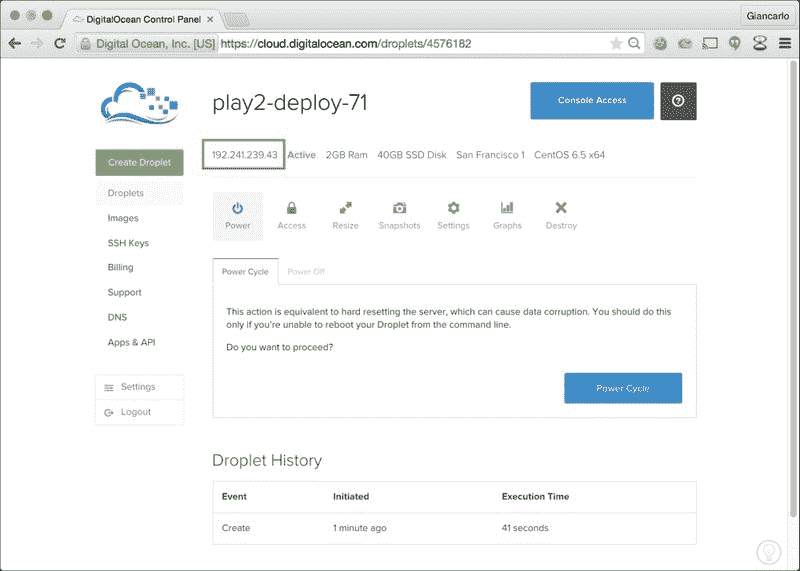 DigitalOcean Control Panel
Giancarlo
Digital Ocean, Inc. [US] https://cloud.digitalocean.com/droplets/4576182
play2-deploy-71
Console Access
Create Droplet
192.241.239.43 Active 2GB Ram 40GB SSD Disk San Francisco 1 CentOS 6.5 x64
Droplets
Images
SSH Keys
Billing
Support
DNS
Apps & API
Settings
Logout
Power Access Resize Snapshots Settings Graphs Destroy
Power Cycle Power Off
This action is equivalent to hard resetting the server, which can cause data corruption. You should do this
only if you're unable to reboot your Droplet from the command line.
Do you want to proceed?
Power Cycle
Droplet History
Event Initiated Execution Time
Create 1 minute ago 41 seconds